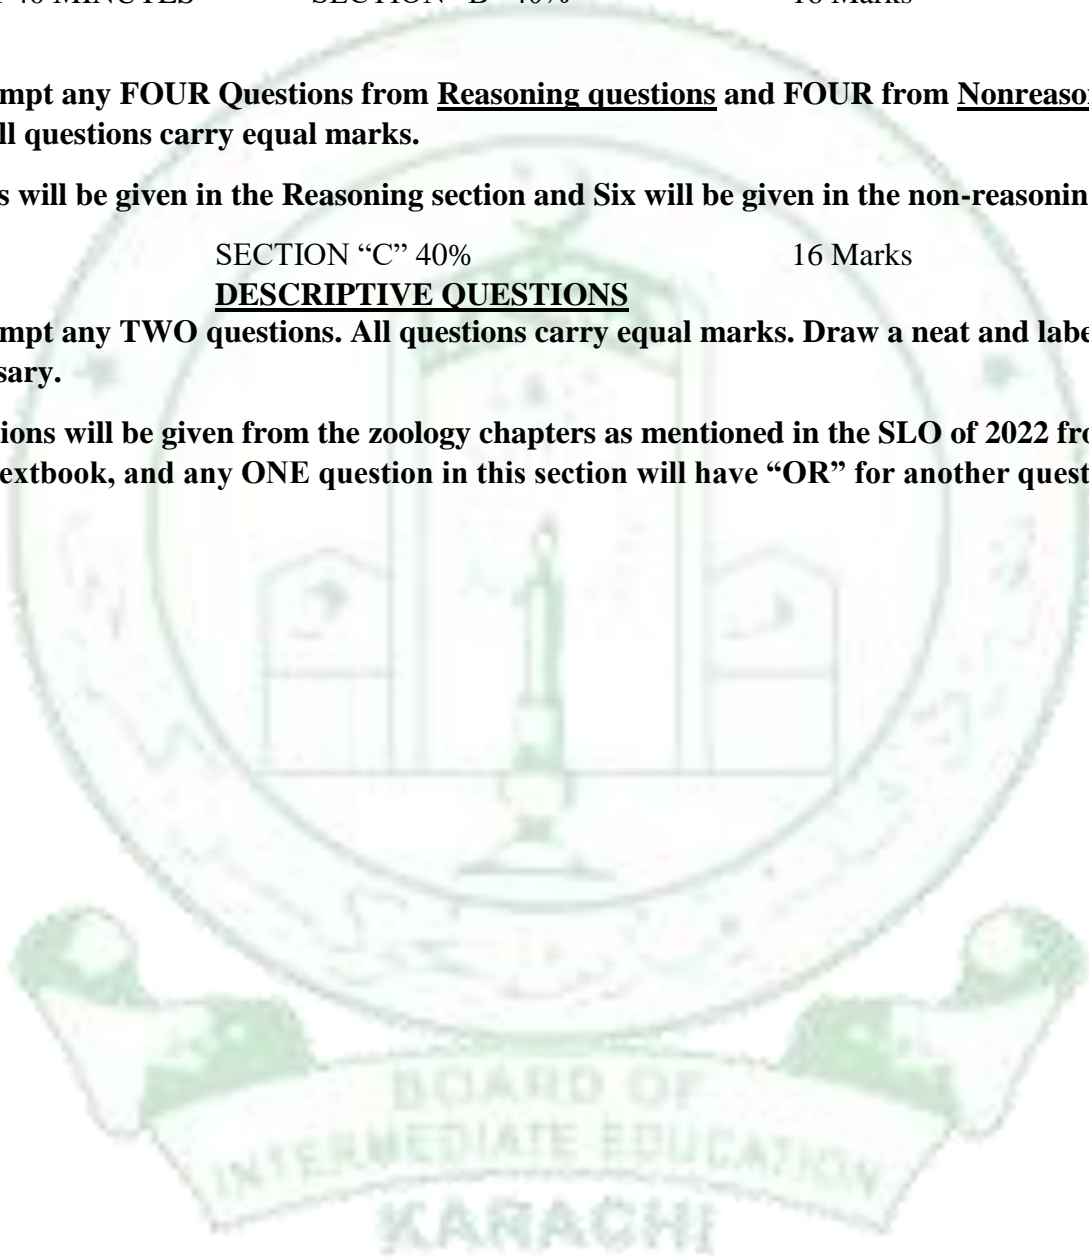 SECTION "B" 40% 16 Marks
mpt any FOUR Questions from Reasoning questions and FOUR from Nonreaso
ll questions carry equal marks.
s will be given in the Reasoning section and Six will be given in the non-reasonin
SECTION “C” 40% 16 Marks
DESCRIPTIVE QUESTIONS
mpt any TWO questions. All questions carry equal marks. Draw a neat and labe
sary.
ions will be given from the zoology chapters as mentioned in the SLO of 2022 fro
extbook, and any ONE question in this section will have “OR” for another quest
BOARD OF
INTERMEDIATE EDUCATION
KARACHI